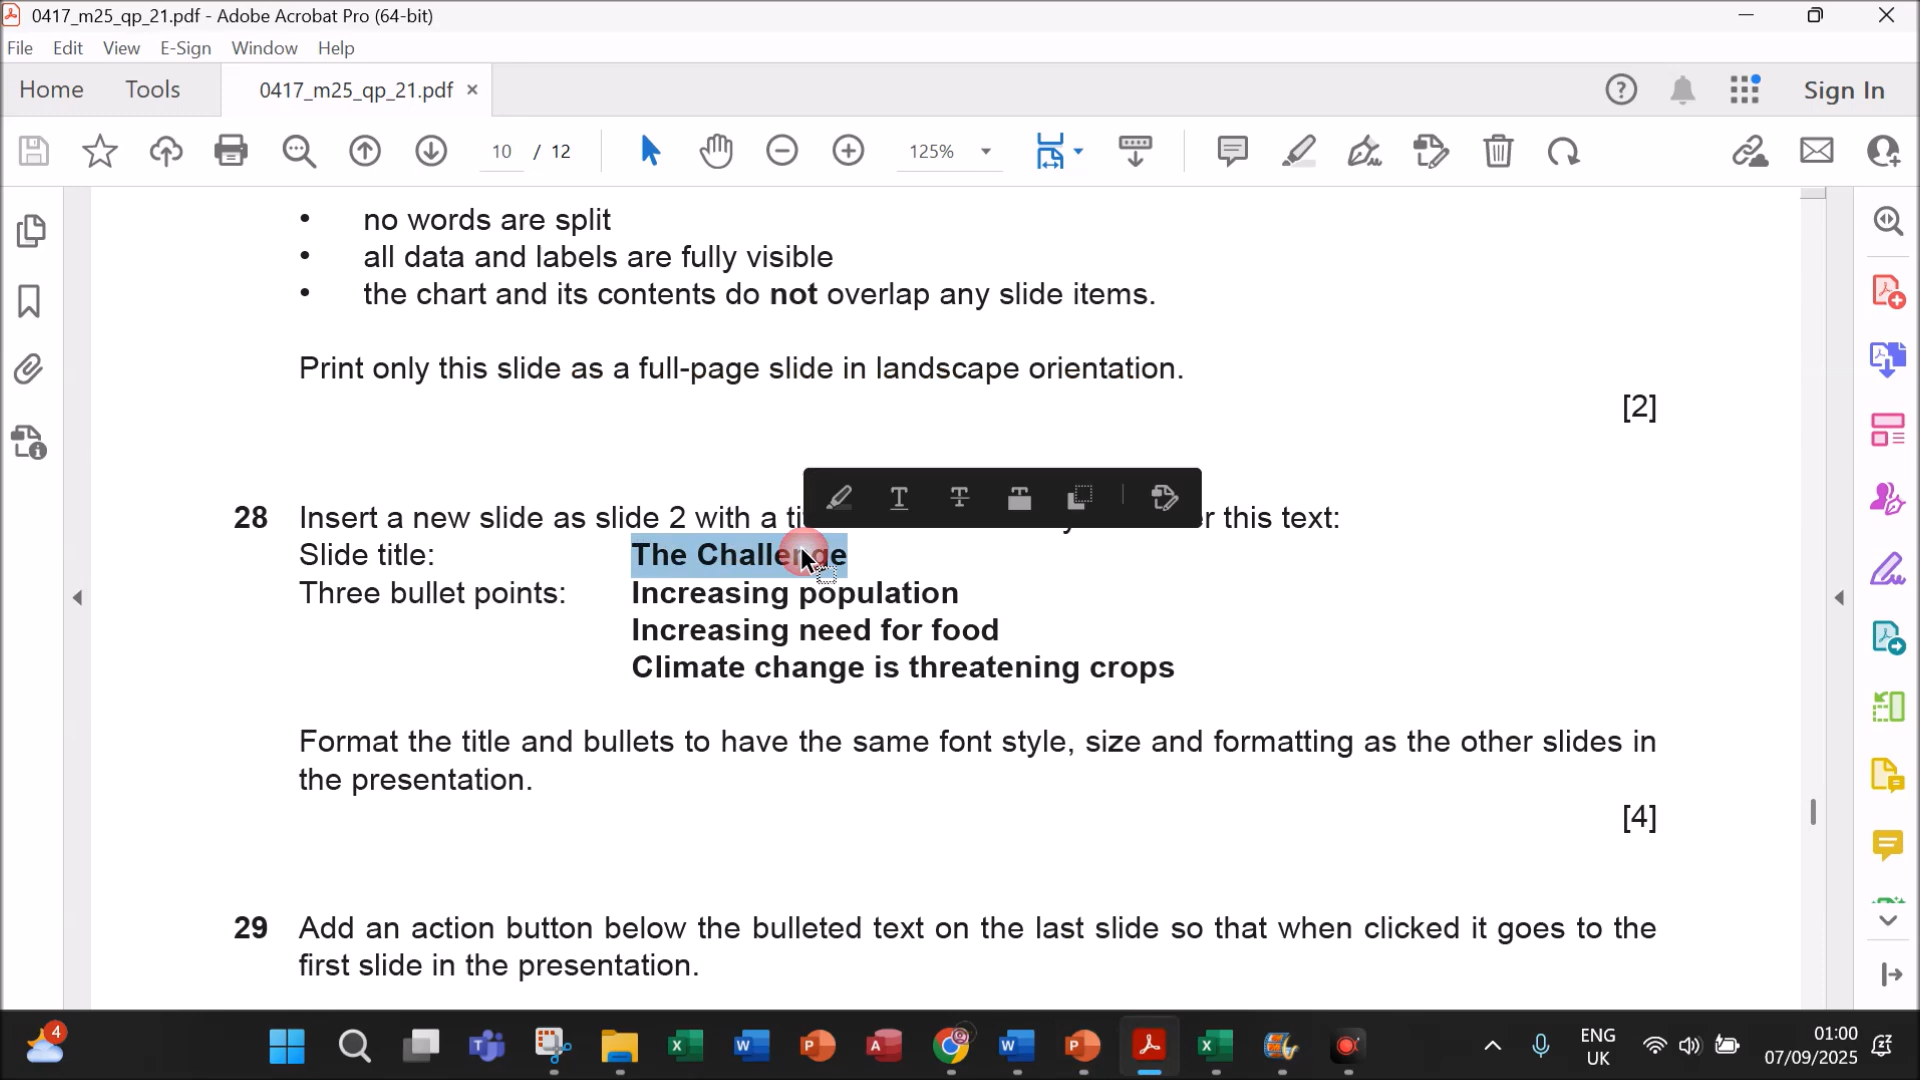 0417_m25_qp_21.pdf - Adobe Acrobat Pro (64-bit)
File Edit View E-Sign Window Help
Home Tools 0417_m25_qp_21.pdf × Sign In
10 / 12 125%
• no words are split
• all data and labels are fully visible
• the chart and its contents do not overlap any slide items.
Print only this slide as a full-page slide in landscape orientation.
[2]
28 Insert a new slide as slide 2 with a r this text:
Slide title: The Challenge
Three bullet points: Increasing population
Increasing need for food
Climate change is threatening crops
Format the title and bullets to have the same font style, size and formatting as the other slides in
the presentation.
[4]
29 Add an action button below the bulleted text on the last slide so that when clicked it goes to the
first slide in the presentation.
4
ENG
UK
01:00
07/09/2025